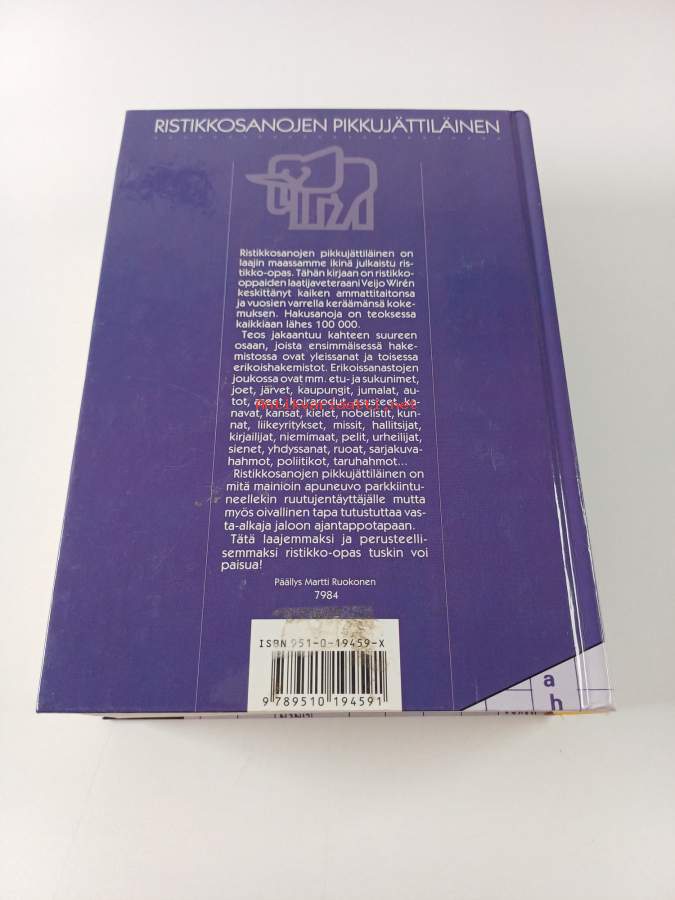 RISTIKKOSANOJEN PIKKUJÄTTILÄINEN
Ristikkosanojen pikkujättiläinen on
laajin maassamme ikinä julkaistu ris-
tikko-opas. Tähän kirjaan on ristikko-
oppaiden laatijaveteraani Veijo Wirén
keskittänyt kaiken ammattitaitonsa
ja vuosien varrella keräämänsä koke-
muksen. Hakusanoja on teoksessa
kaikkiaan lähes 100 000.
Teos jakaantuu kahteen suureen
osaan, joista ensimmäisessä hake-
mistossa ovat yleissanat ja toisessa
erikoishakemistot. Erikoissanastojen
joukossa ovat mm. etu- ja sukunimet,
joet, järvet, kaupungit, jumalat, au-
tot, aseet, koirarodut, asusteet, ka-
navat, kansat, kielet, nobelistit, kun-
nat, liikeyritykset, missit, hallitsijat,
kirjailijat, niemimaat, pelit, urheilijat,
sienet, yhdyssanat, ruoat, sarjakuva-
hahmot, poliitikot, taruhahmot...
Ristikkosanojen pikkujättiläinen on
mitä mainioin apuneuvo parkkiintu-
neellekin ruutujentäyttäjälle mutta
myös oivallinen tapa tutustuttaa vas-
ta-alkaja jaloon ajantappotapaan.
Tätä laajemmaksi ja perusteelli-
semmaksi ristikko-opas tuskin voi
paisua!
Päällys Martti Ruokonen
7984
ISBN 951-0-19459-X
9 789510 194591
a
h